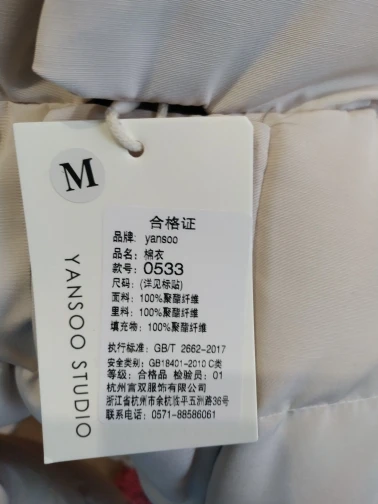 M
YANSOO STUDIO
合格证
品牌: yansoo
品名: 棉衣
款号: 0533
尺码: (详见标贴)
面料: 100%聚酯纤维
里料: 100%聚酯纤维
填充物: 100%聚酯纤维
执行标准: GB/T 2662-2017
安全类别: GB18401-2010 C类
等级: 合格品 检验员: 01
杭州言双服饰有限公司
浙江省杭州市余杭临平五路36号
联系电话: 0571-88586061